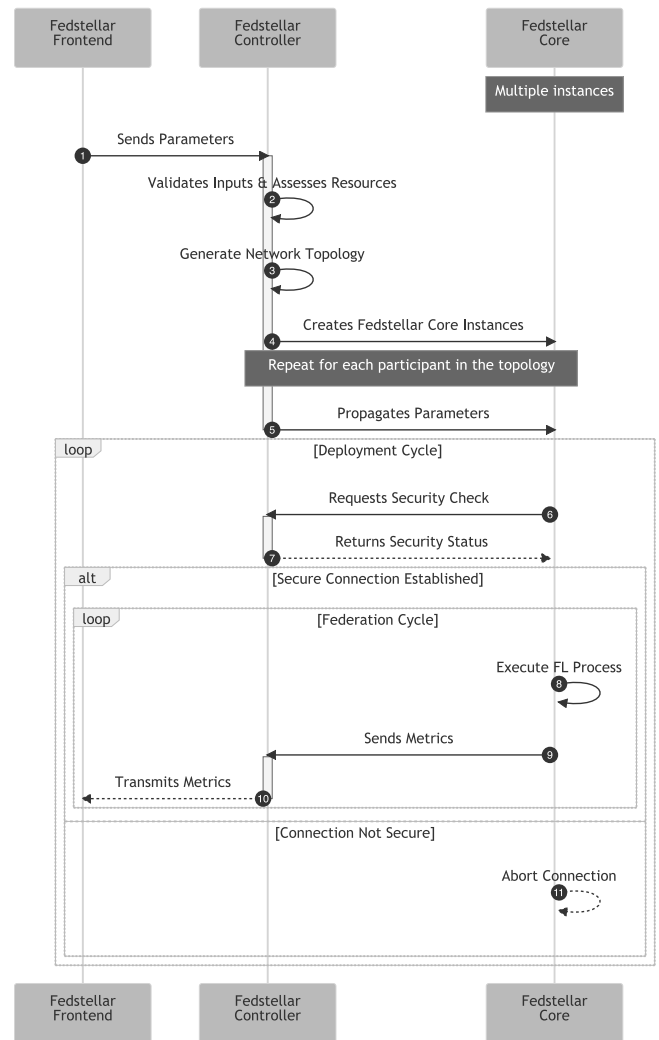 Fedstellar
Frontend
Fedstellar
Controller
Fedstellar
Core
Multiple instances
Sends Parameters
1
Validates Inputs & Assesses Resources
2
Generate Network Topology
3
Creates Fedstellar Core Instances
4
Repeat for each participant in the topology
Propagates Parameters
5
loop
[Deployment Cycle]
Requests Security Check
6
Returns Security Status
7
alt
[Secure Connection Established]
loop
[Federation Cycle]
Execute FL Process
8
Sends Metrics
9
Transmits Metrics
10
[Connection Not Secure]
Abort Connection
11
Fedstellar
Frontend
Fedstellar
Controller
Fedstellar
Core